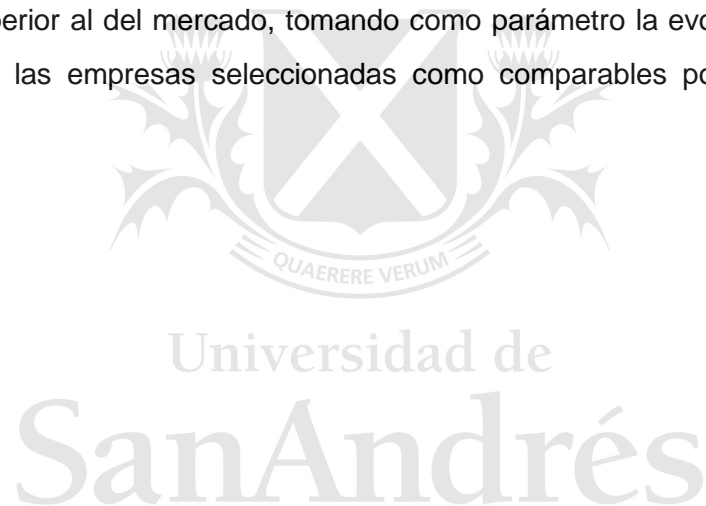 erior al del mercado, tomando como parámetro la evo
las empresas seleccionadas como comparables po
QUAERERE VERUM
Universidad de
SanAndrés